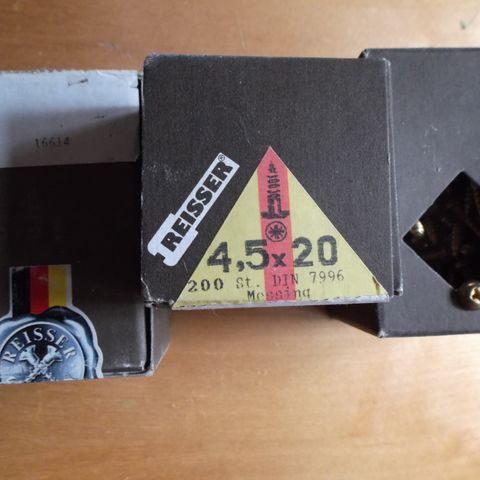 16614
REISSER®
4,5x20
200 St. DIN 7996
Messing
REISSER